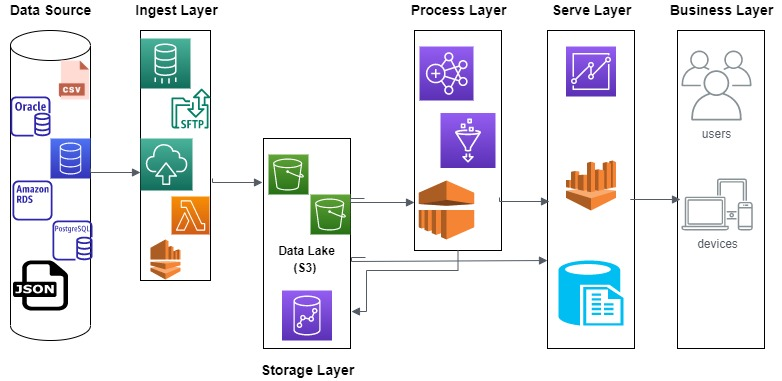 Data Source
Ingest Layer
Process Layer
Serve Layer
Business Layer
CSV
Oracle
Amazon
RDS
PostgreSQL
JSON
SFTP
Data Lake
(S3)
Storage Layer
users
devices